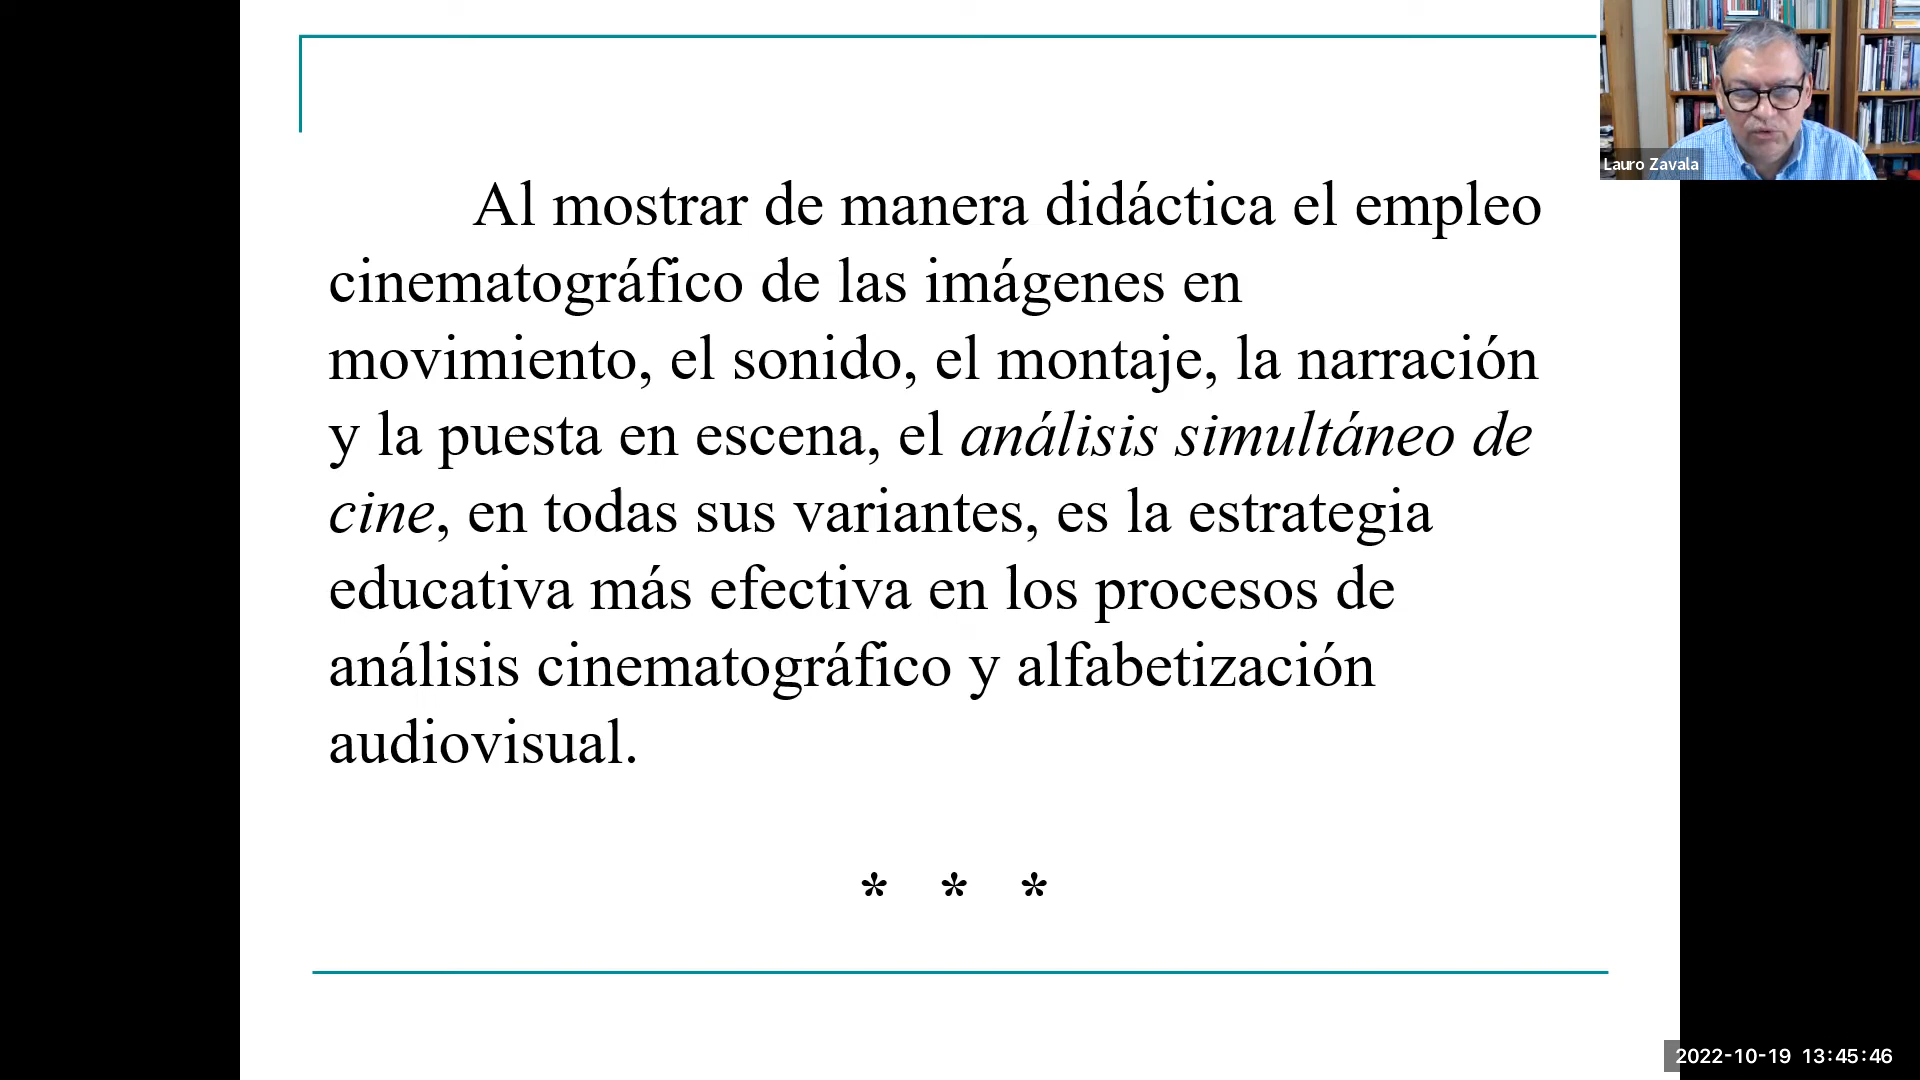 Lauro Zavala
Al mostrar de manera didáctica el empleo
cinematográfico de las imágenes en
movimiento, el sonido, el montaje, la narración
y la puesta en escena, el análisis simultáneo de
cine, en todas sus variantes, es la estrategia
educativa más efectiva en los procesos de
análisis cinematográfico y alfabetización
audiovisual.
* * *
2022-10-19 13:45:46